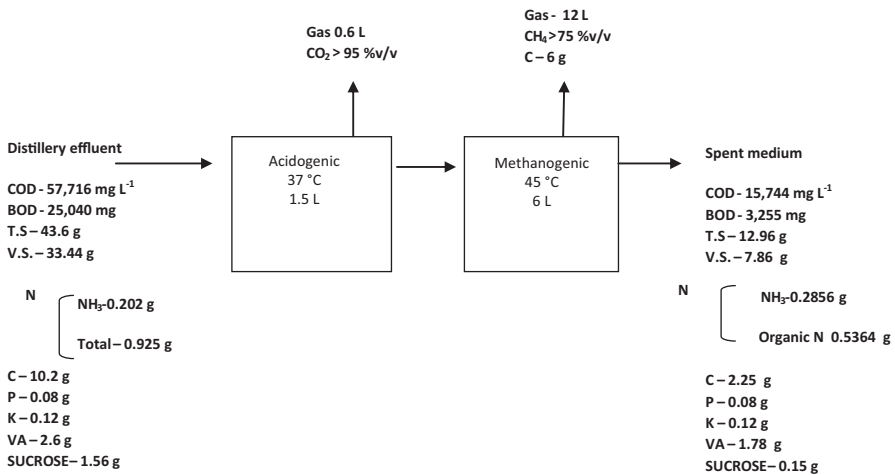 Gas 0.6 L
CO₂ > 95 %v/v
Gas - 12 L
CH₄ >75 %v/v
C – 6 g
Distillery effluent
COD - 57,716 mg L⁻¹
BOD - 25,040 mg
T.S – 43.6 g
V.S. – 33.44 g
N
NH₃-0.202 g
Total – 0.925 g
C – 10.2 g
P – 0.08 g
K – 0.12 g
VA – 2.6 g
SUCROSE– 1.56 g
Acidogenic
37 °C
1.5 L
Methanogenic
45 °C
6 L
Spent medium
COD - 15,744 mg L⁻¹
BOD - 3,255 mg
T.S – 12.96 g
V.S. – 7.86 g
N
NH₃-0.2856 g
Organic N 0.5364 g
C – 2.25 g
P – 0.08 g
K – 0.12 g
VA – 1.78 g
SUCROSE – 0.15 g